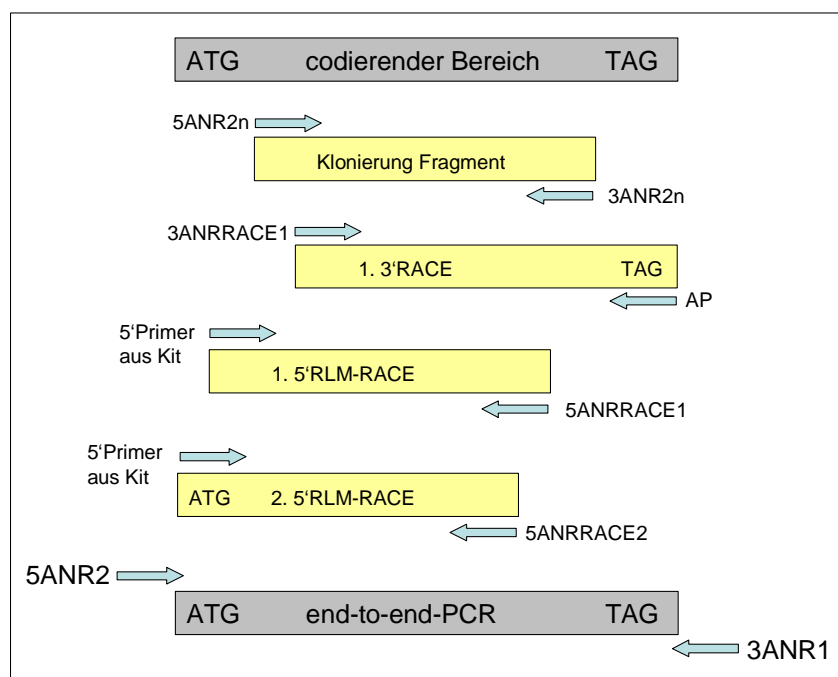 ATG codierender Bereich TAG
5ANR2n
Klonierung Fragment
3ANR2n
3ANRRACE1
1. 3‘RACE TAG
AP
5‘Primer
aus Kit
1. 5‘RLM-RACE
5ANRRACE1
5‘Primer
aus Kit
ATG 2. 5‘RLM-RACE
5ANRRACE2
5ANR2
ATG end-to-end-PCR TAG
3ANR1